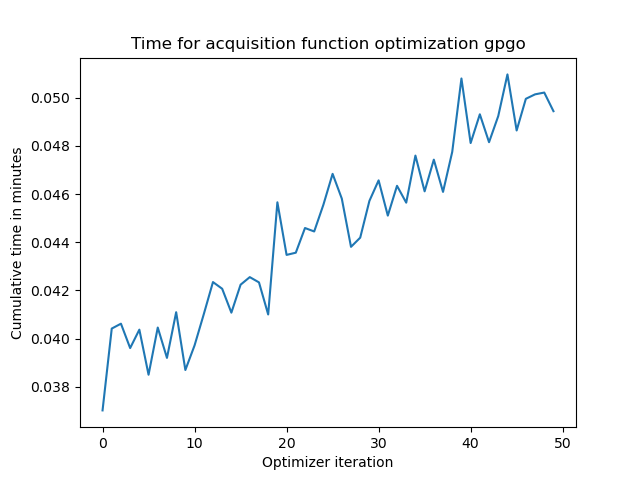 Time for acquisition function optimization gpgo
0.050
0.048
0.046
0.044
0.042
0.040
0.038
Cumulative time in minutes
0 10 20 30 40 50
Optimizer iteration